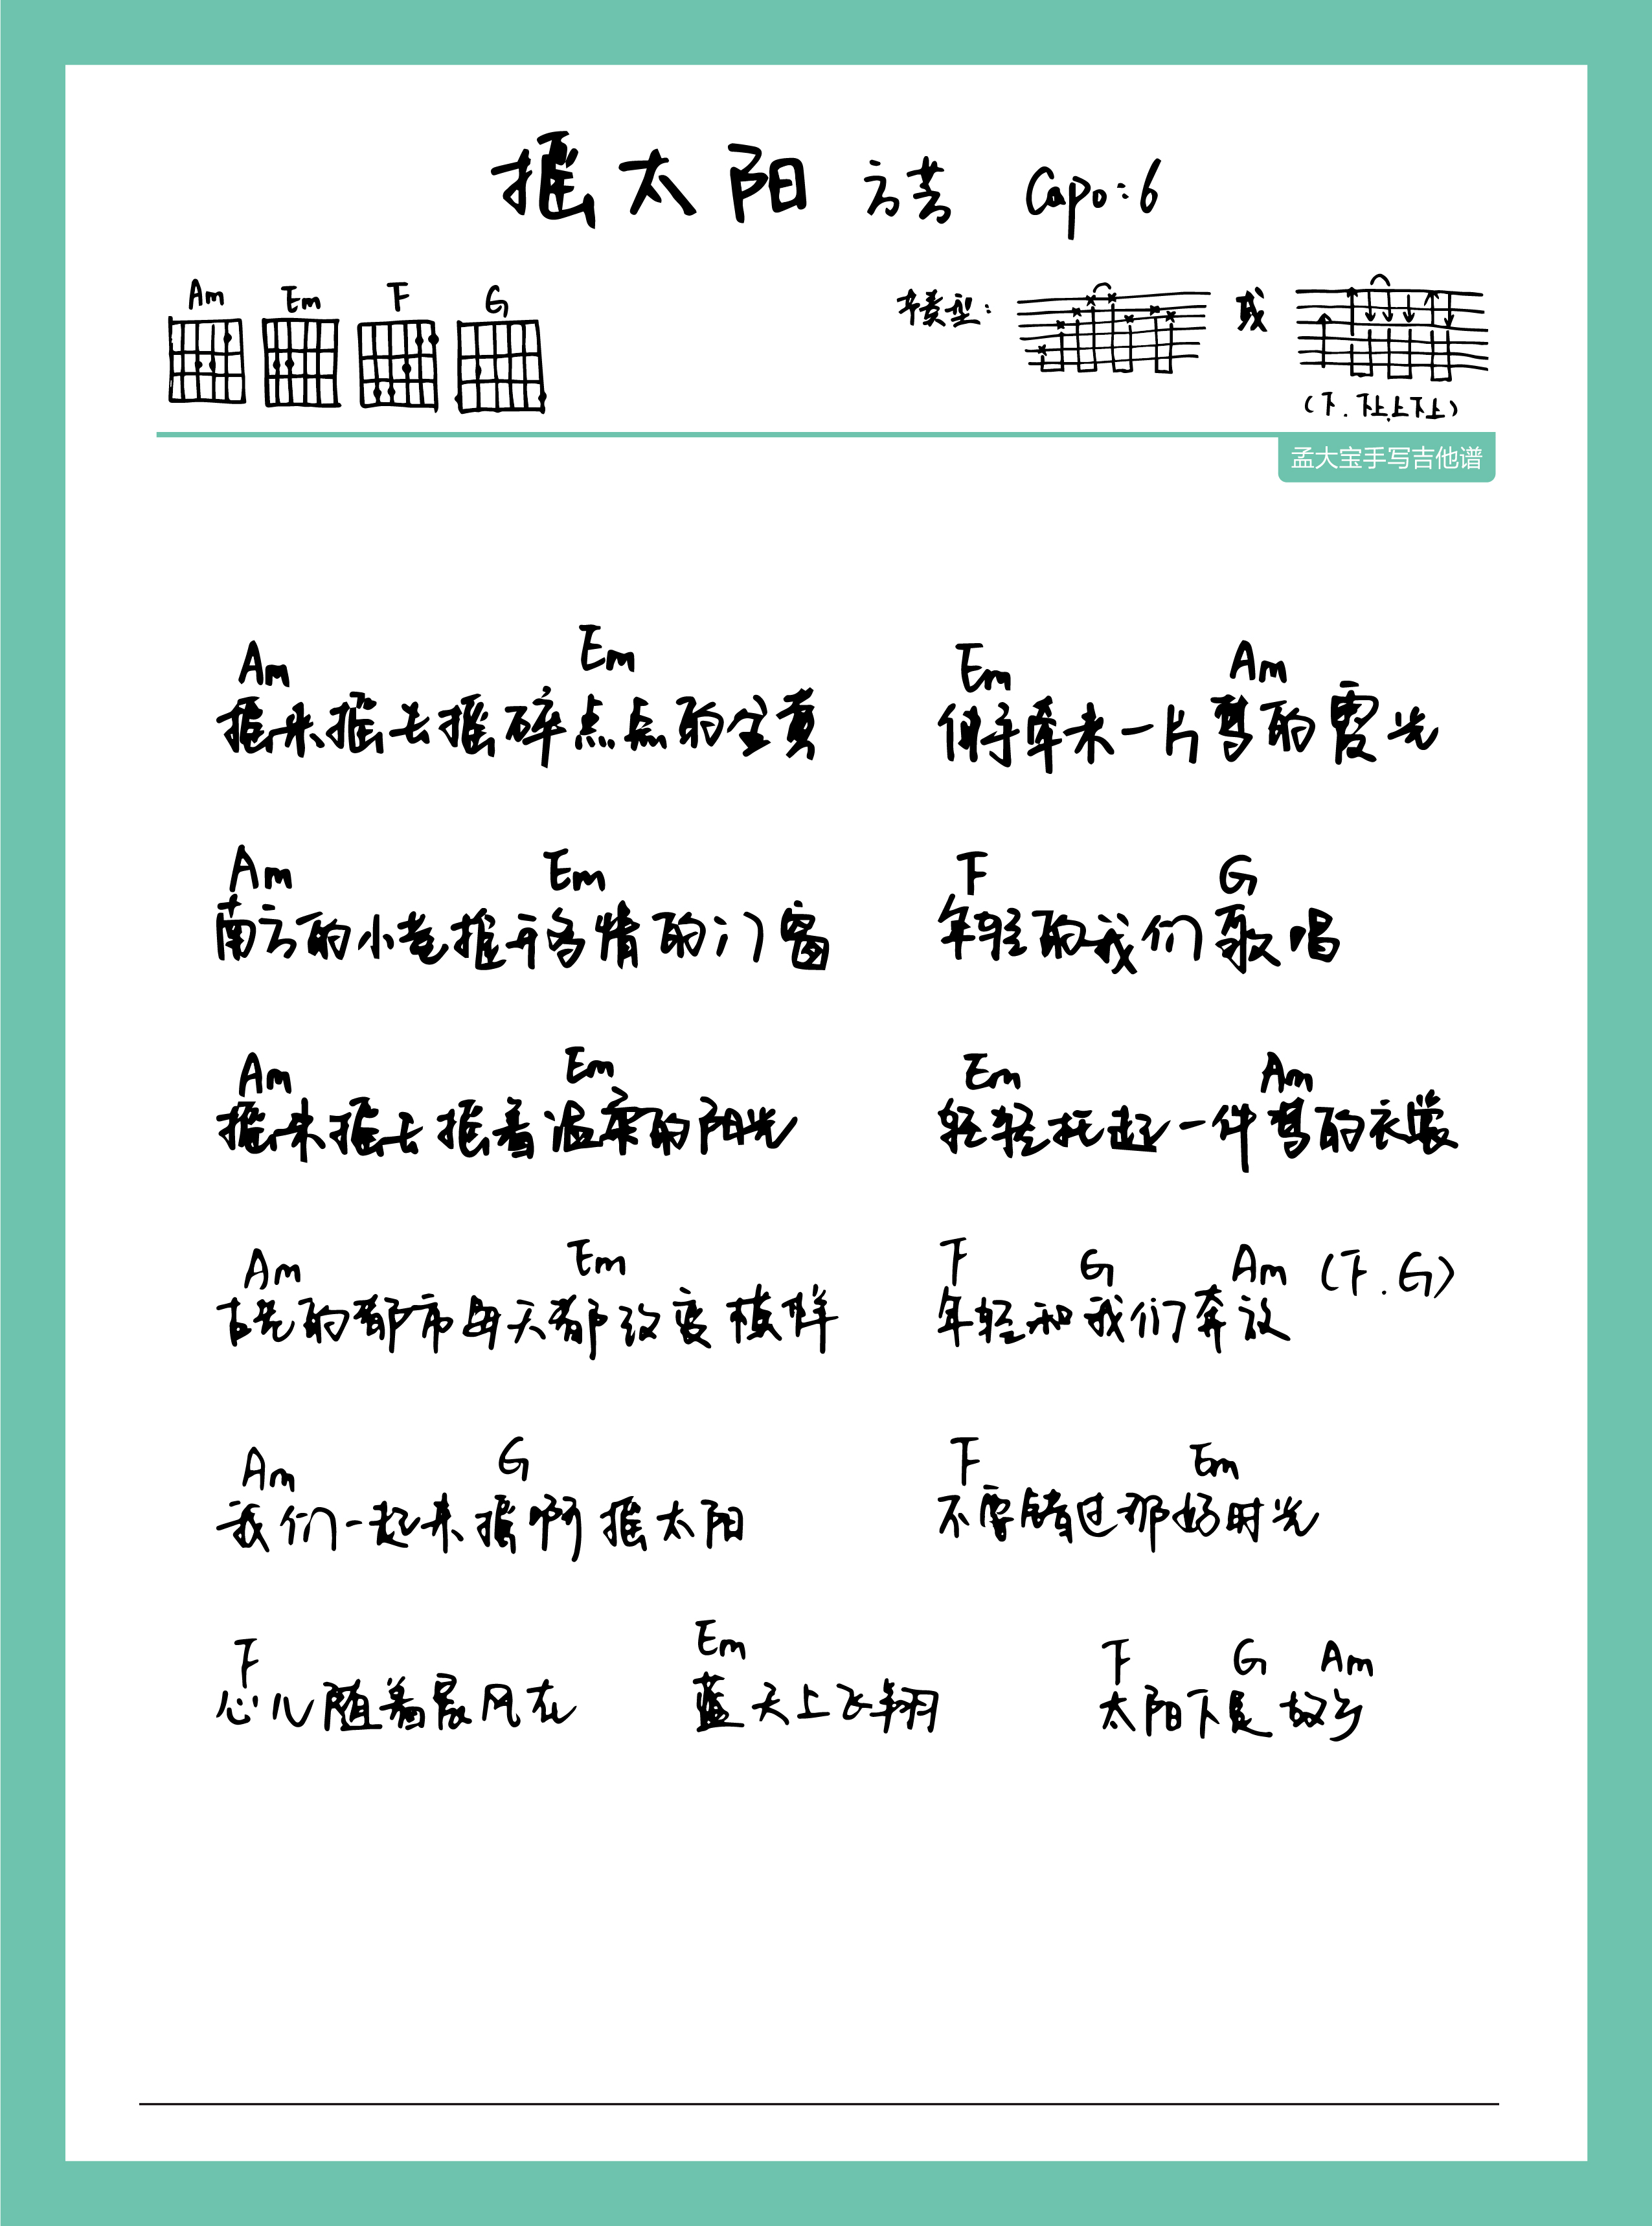 摇太阳 方芳 Capo:6
Am Em F G
节奏型: 或
(下.下上上下上)
孟大宝手写吉他谱
Am Em Em Am
摇来摇去摇碎点点的金黄 伸手牵来一片梦的霞光
Am Em F G
南方的小巷推开多情的门窗 年轻的我们歌唱
Am Em Em Am
摇来摇去摇着温柔的阳光 轻轻托起一件梦的衣裳
Am Em F G Am (F.G)
古老的都市每天都改变模样 年轻和我们奔放
Am G F Em
我们一起来摇啊摇太阳 不要错过那好时光
F Em F G Am
心儿随着晨风在 蓝天上飞翔 太阳下是故乡